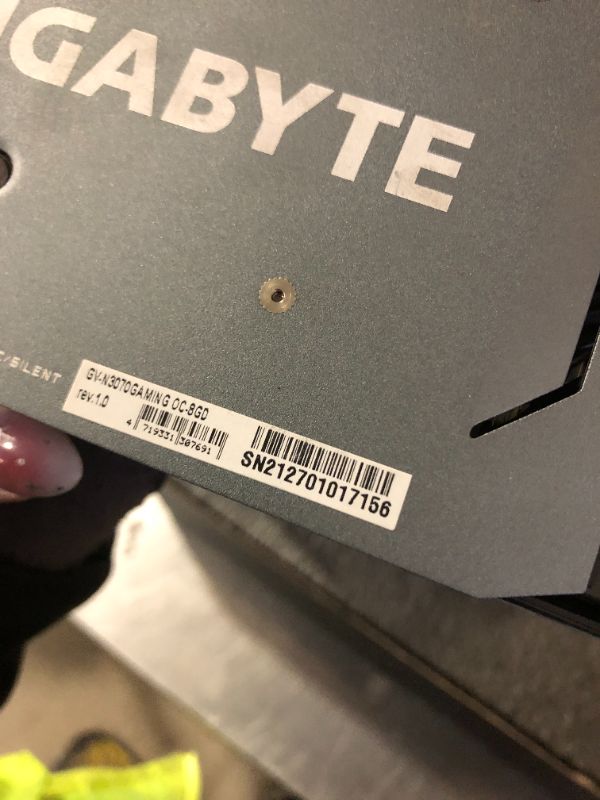 GABYTE
/SILENT
GV-N3070GAMING OC-8GD
rev.1.0
4 719331 307691
SN212701017156